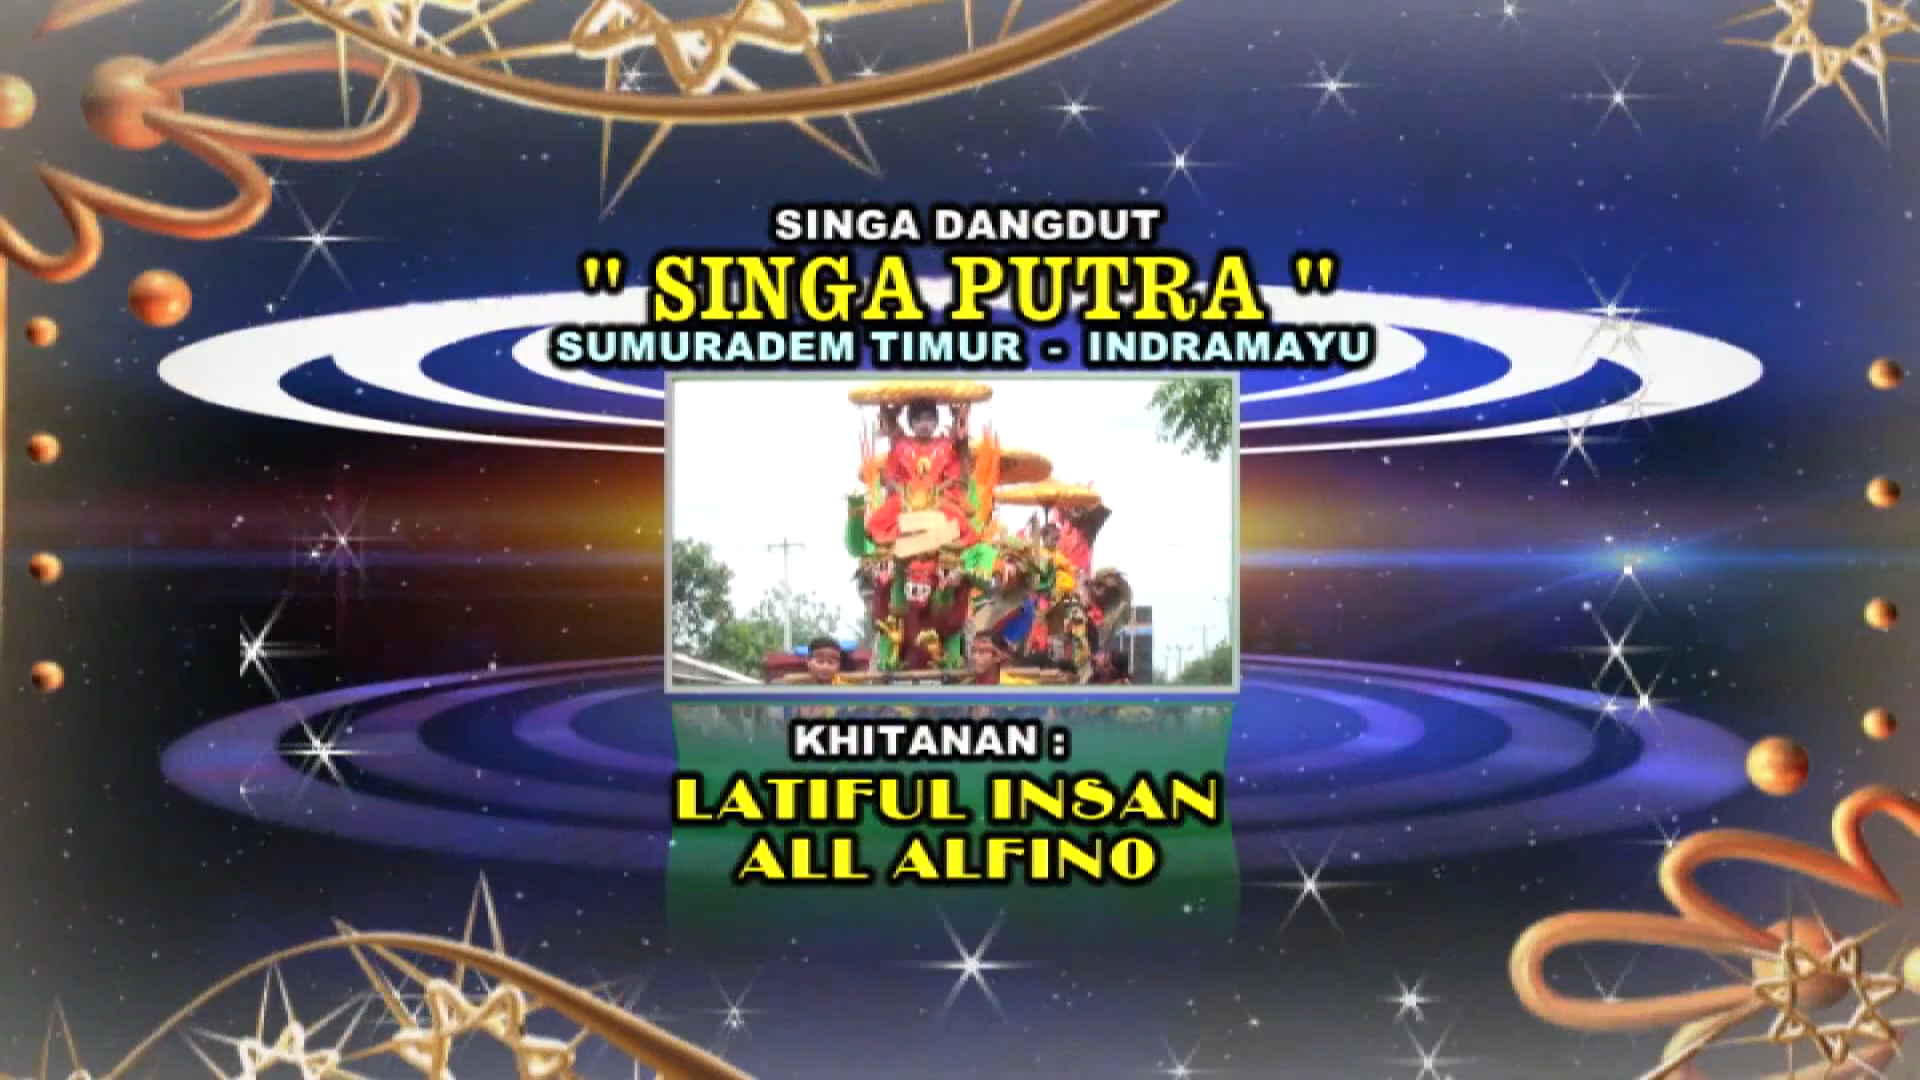 SINGA DANGDUT
" SINGA PUTRA "
SUMURADEM TIMUR - INDRAMAYU
KHITANAN :
LATIFUL INSAN
ALL ALFINO